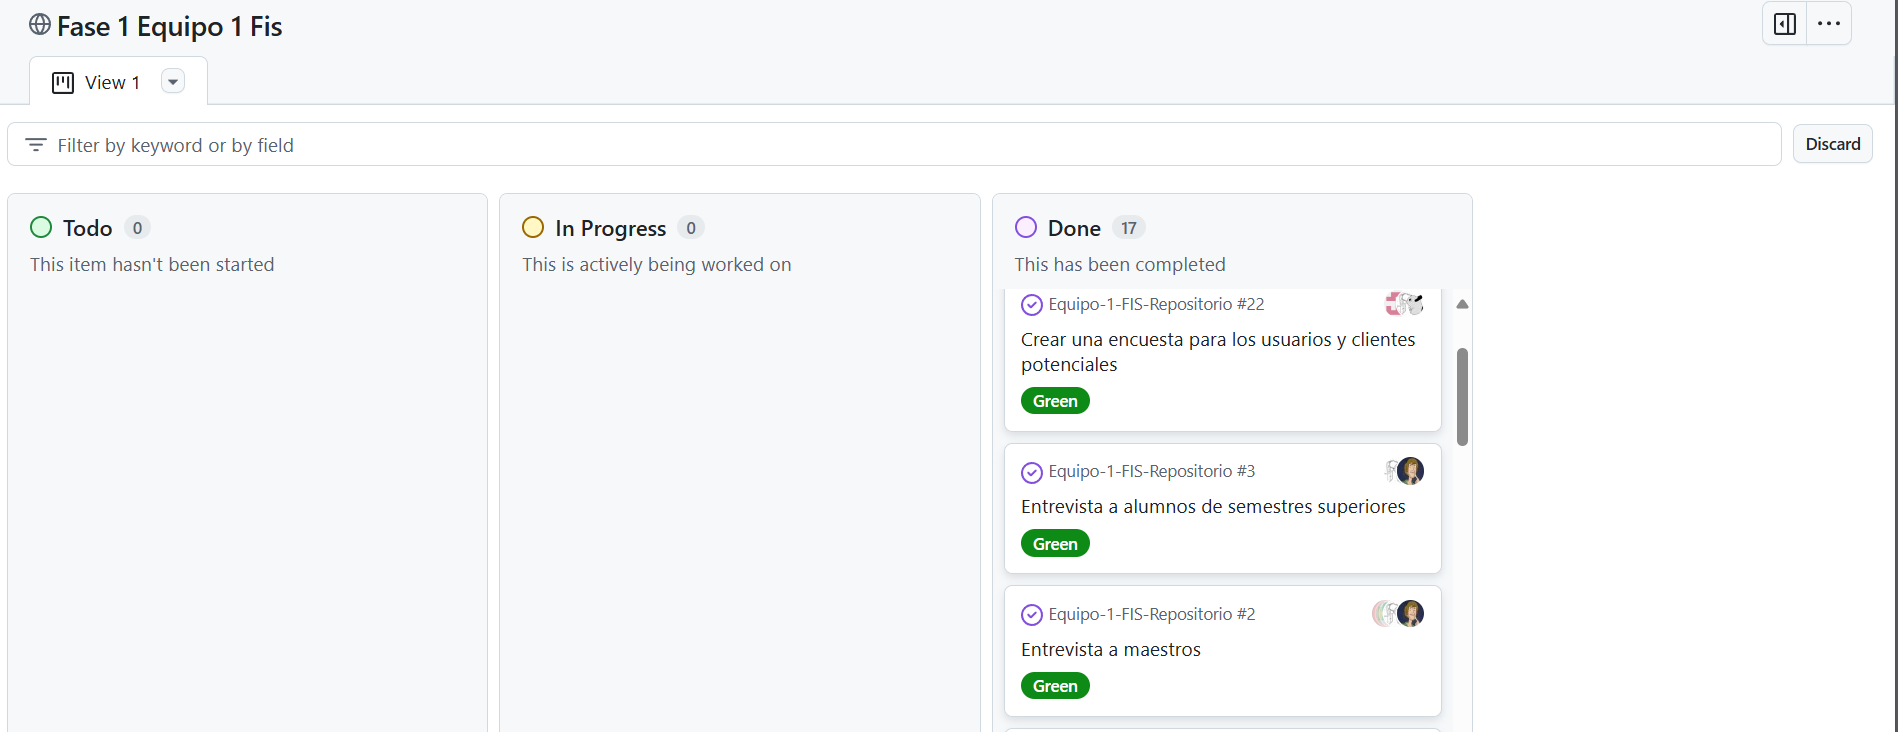 Fase 1 Equipo 1 Fis
View 1
Filter by keyword or by field
Discard
Todo 0
This item hasn't been started
In Progress 0
This is actively being worked on
Done 17
This has been completed
Equipo-1-FIS-Repositorio #22
Crear una encuesta para los usuarios y clientes
potenciales
Green
Equipo-1-FIS-Repositorio #3
Entrevista a alumnos de semestres superiores
Green
Equipo-1-FIS-Repositorio #2
Entrevista a maestros
Green